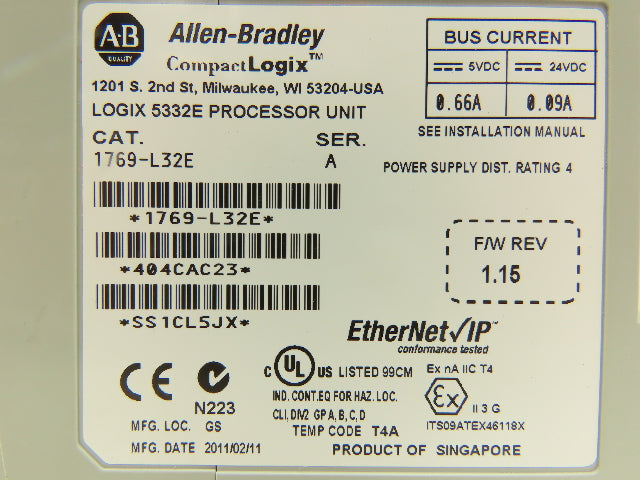 A·B
QUALITY
Allen-Bradley
CompactLogix™
1201 S. 2nd St, Milwaukee, WI 53204-USA
LOGIX 5332E PROCESSOR UNIT
CAT. SER.
1769-L32E A
BUS CURRENT
5VDC 24VDC
0.66A 0.09A
SEE INSTALLATION MANUAL
POWER SUPPLY DIST. RATING 4
*1769-L32E*
*404CAC23*
*SS1CL5JX*
F/W REV
1.15
EtherNet/IP™
conformance tested
CE
N223
MFG. LOC. GS
MFG. DATE 2011/02/11
C UL US LISTED 99CM
IND. CONT. EQ FOR HAZ. LOC.
CLI, DIV2 GP A, B, C, D
TEMP CODE T4A
Ex nA IIC T4
Ex II 3 G
ITS09ATEX46118X
PRODUCT OF SINGAPORE